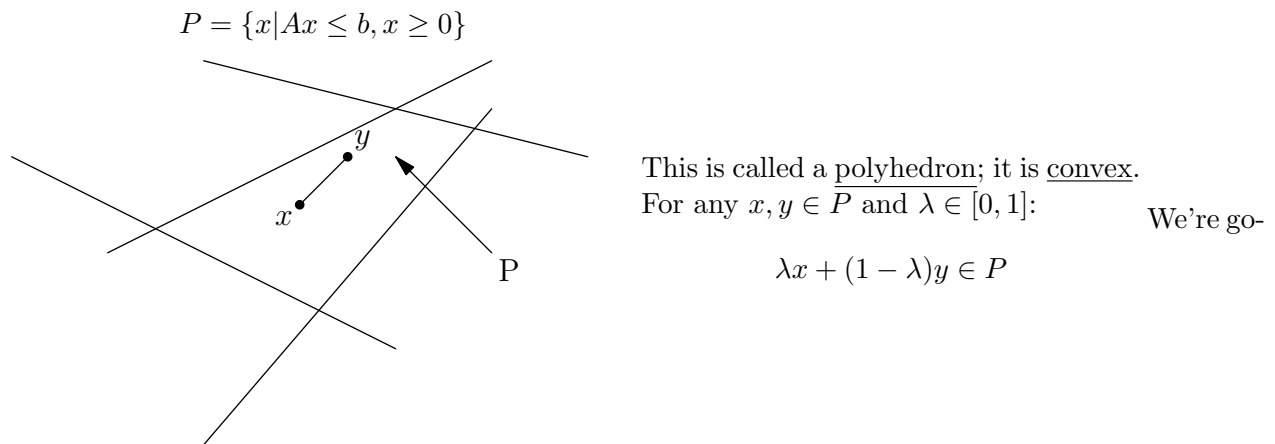 P = {x|Ax ≤ b, x ≥ 0}
y
x
P
This is called a polyhedron; it is convex.
For any x, y ∈ P and λ ∈ [0, 1]:
λx + (1 − λ)y ∈ P
We're go-